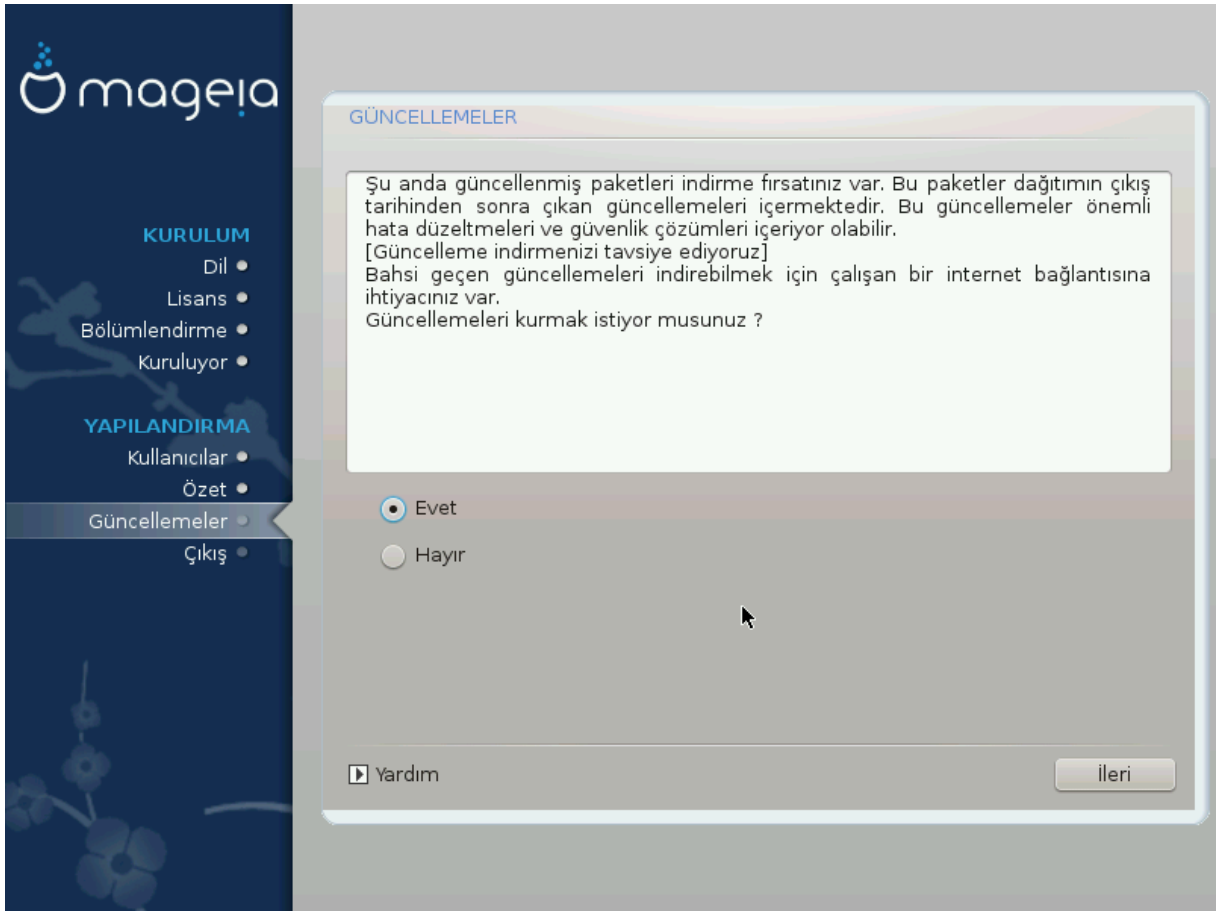 mageia
KURULUM
Dil
Lisans
Bölümlendirme
Kuruluyor
YAPILANDIRMA
Kullanıcılar
Özet
Güncellemeler
Çıkış
GÜNCELLEMELER
Şu anda güncellenmiş paketleri indirme fırsatınız var. Bu paketler dağıtımın çıkış
tarihinden sonra çıkan güncellemeleri içermektedir. Bu güncellemeler önemli
hata düzeltmeleri ve güvenlik çözümleri içeriyor olabilir.
[Güncelleme indirmenizi tavsiye ediyoruz]
Bahsi geçen güncellemeleri indirebilmek için çalışan bir internet bağlantısına
ihtiyacınız var.
Güncellemeleri kurmak istiyor musunuz ?
Evet
Hayır
Yardım
İleri